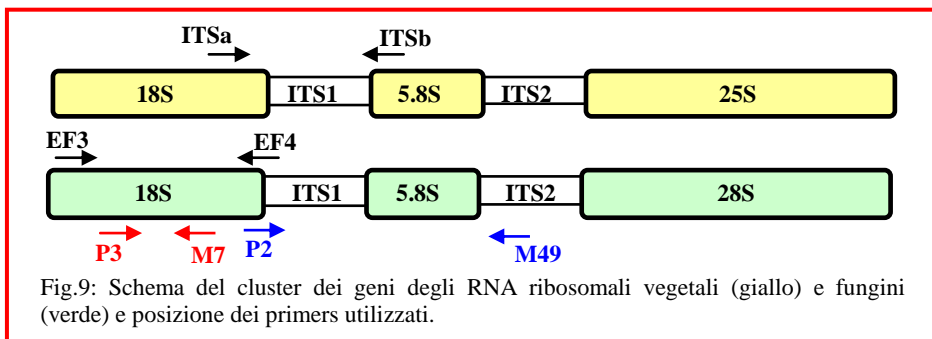 ITSa ITSb
18S ITS1 5.8S ITS2 25S
EF3 EF4
18S ITS1 5.8S ITS2 28S
P3 M7 P2 M49
Fig.9: Schema del cluster dei geni degli RNA ribosomali vegetali (giallo) e fungini
(verde) e posizione dei primers utilizzati.